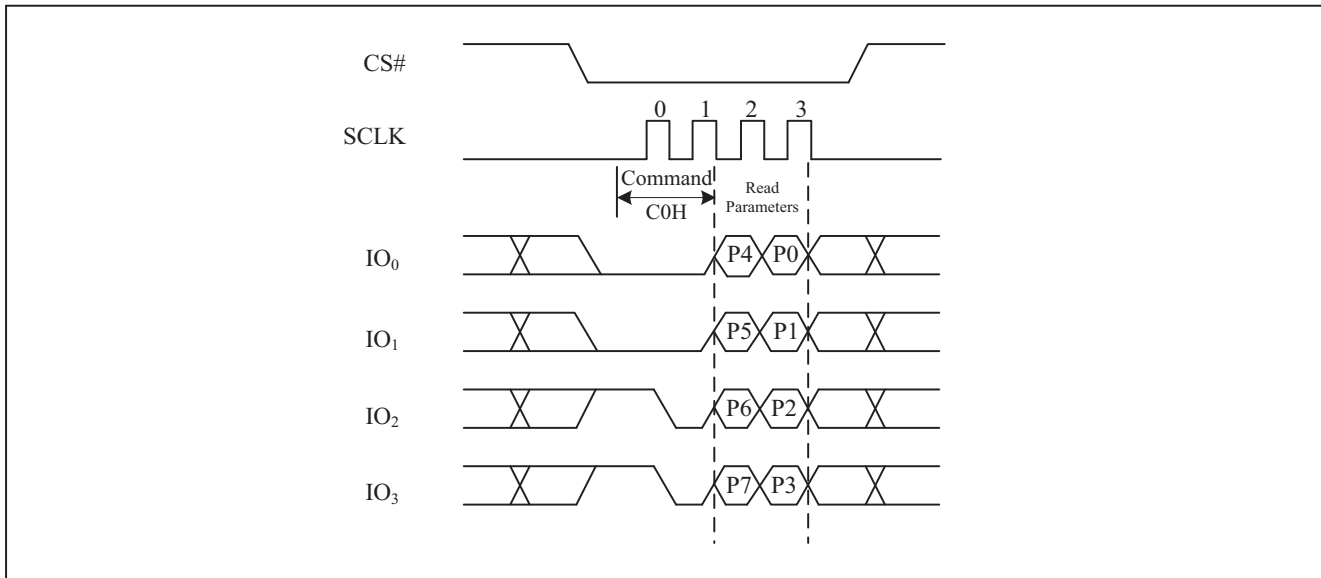 CS#
0 1 2 3
SCLK
Command
C0H
Read
Parameters
IO0 P4 P0
IO1 P5 P1
IO2 P6 P2
IO3 P7 P3